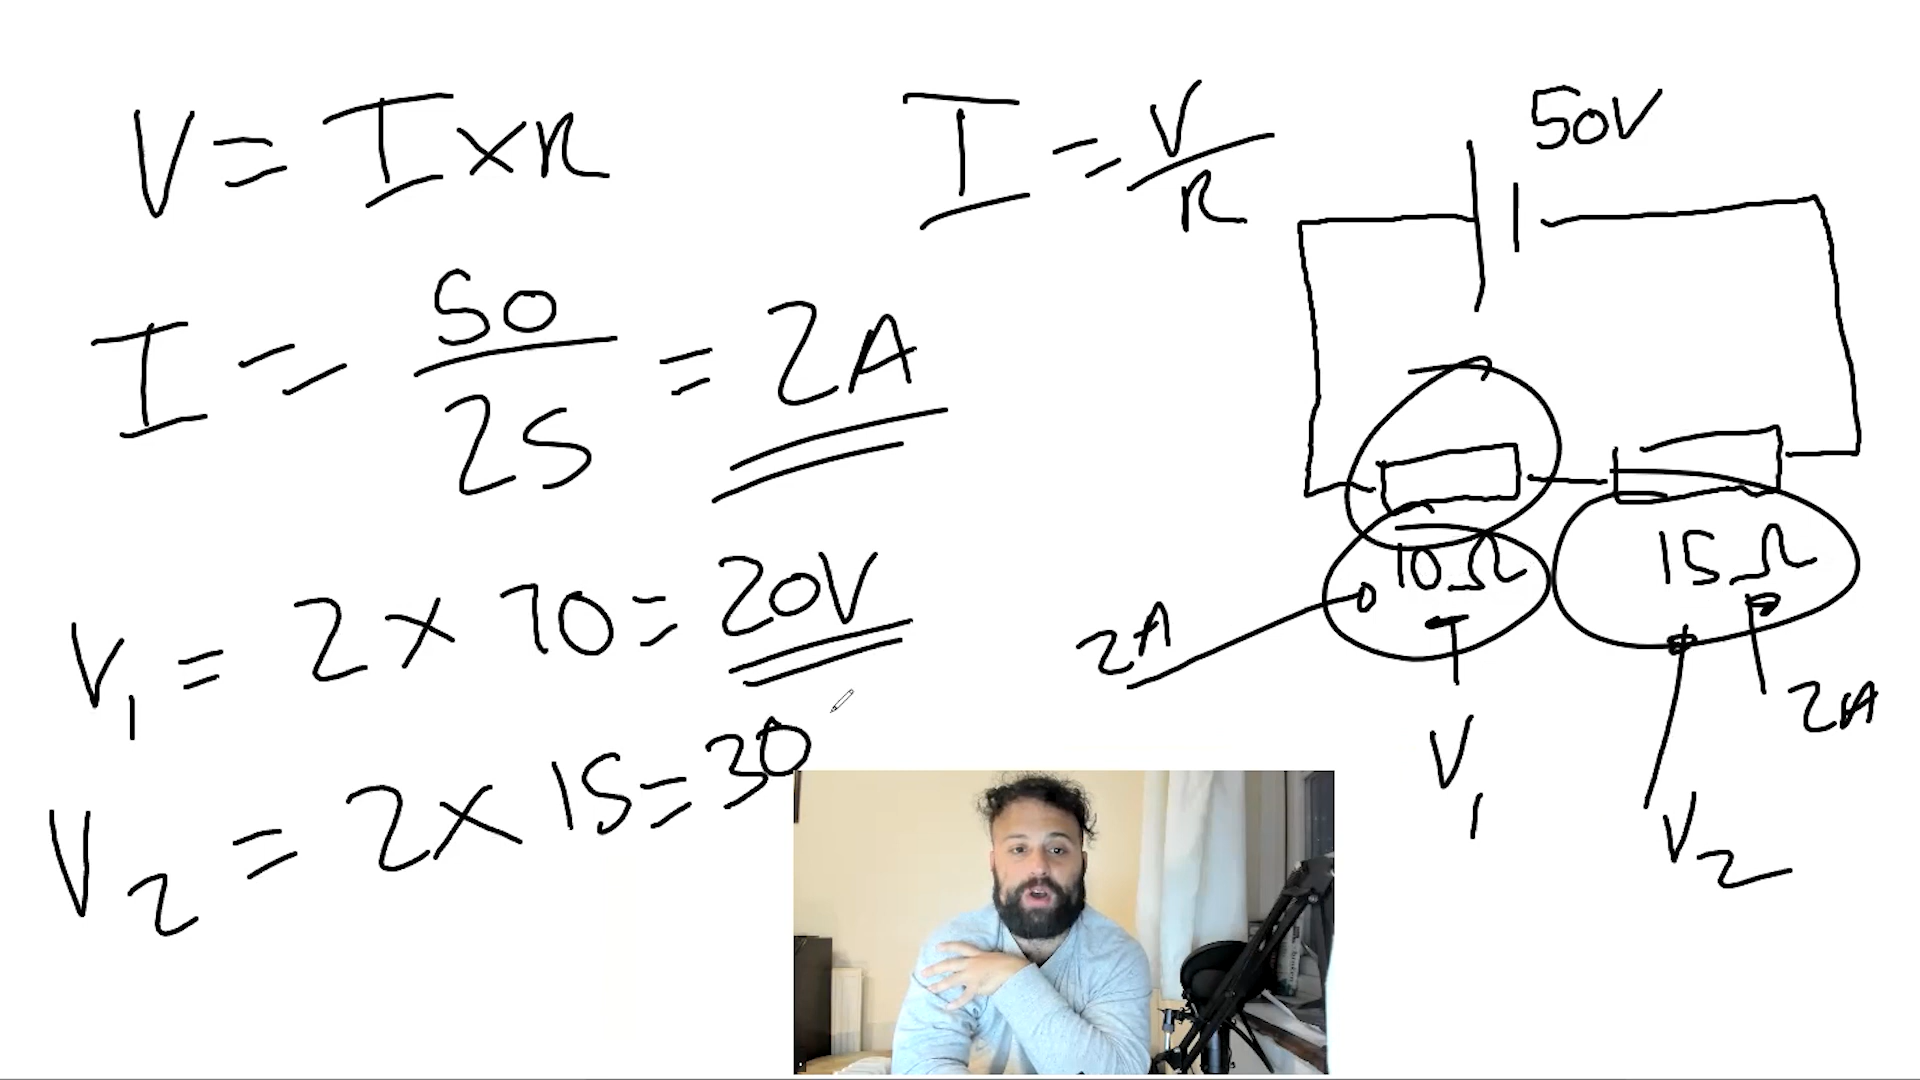 V = I × R
I = V/R
50V
I = 50/25 = 2A
10Ω
15Ω
V₁ = 2 × 10 = 20V
2A
2A
V₂ = 2 × 15 = 30
V₁
V₂